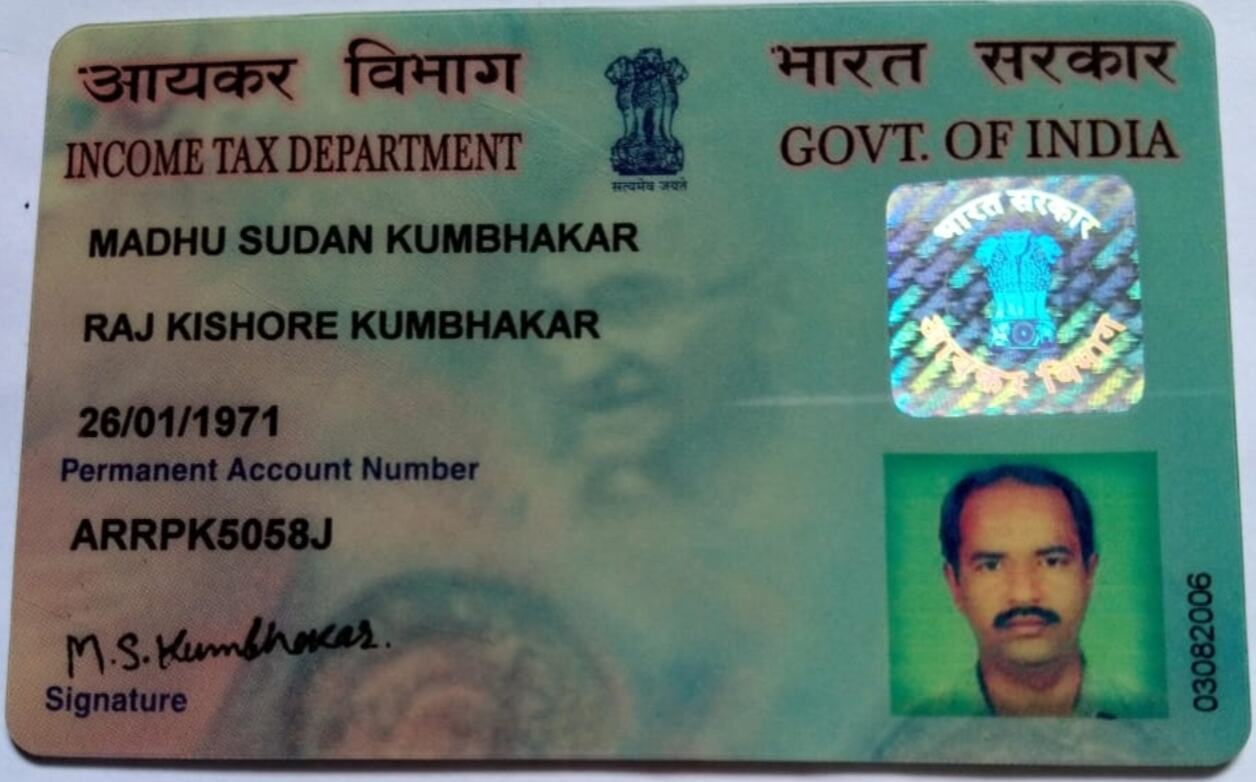 आयकर विभाग
INCOME TAX DEPARTMENT
सत्यमेव जयते
भारत सरकार
GOVT. OF INDIA
MADHU SUDAN KUMBHAKAR
RAJ KISHORE KUMBHAKAR
26/01/1971
Permanent Account Number
ARRPK5058J
M.S.Kumbhakar.
Signature
भारत सरकार
आयकर विभाग
03082006